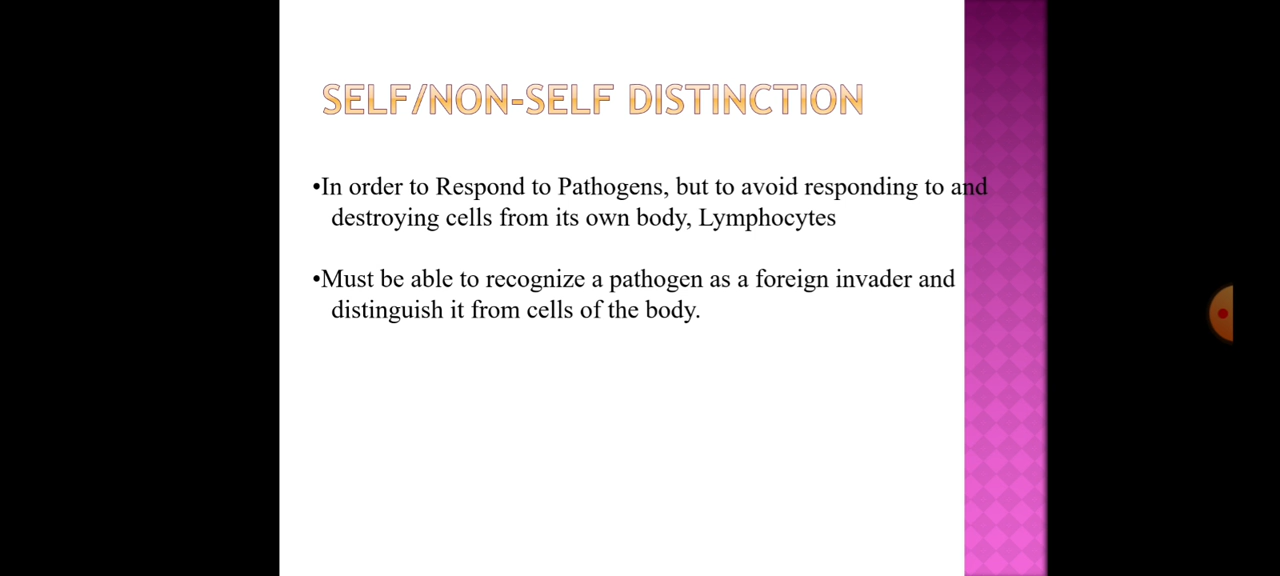 SELF/NON-SELF DISTINCTION
•In order to Respond to Pathogens, but to avoid responding to and
destroying cells from its own body, Lymphocytes
•Must be able to recognize a pathogen as a foreign invader and
distinguish it from cells of the body.